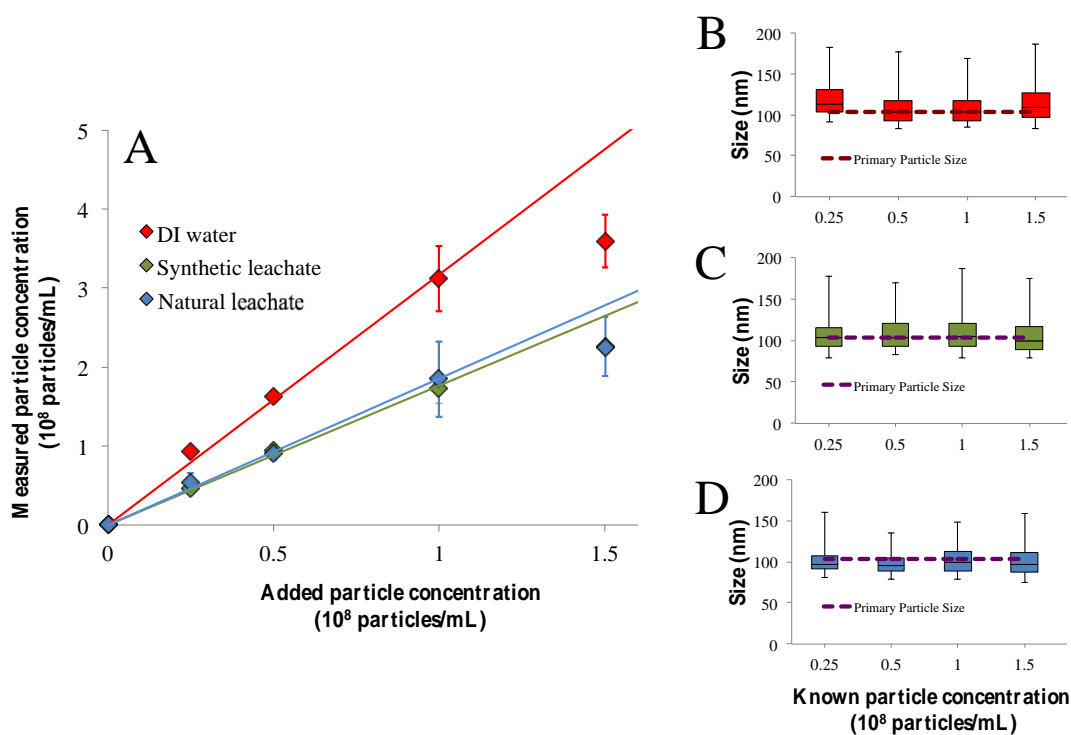 A
Measured particle concentration
(10⁸ particles/mL)
5
4
3
2
1
0
DI water
Synthetic leachate
Natural leachate
0 0.5 1 1.5
Added particle concentration
(10⁸ particles/mL)
B
Size (nm)
200
150
100
50
0
Primary Particle Size
0.25 0.5 1 1.5
C
Size (nm)
200
150
100
50
0
Primary Particle Size
0.25 0.5 1 1.5
D
Size (nm)
200
150
100
50
0
Primary Particle Size
0.25 0.5 1 1.5
Known particle concentration
(10⁸ particles/mL)